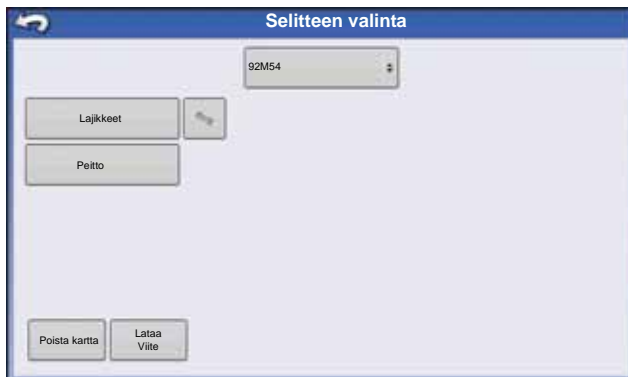 Selitteen valinta
92M54
Lajikkeet
Peitto
Poista kartta
Lataa
Viite